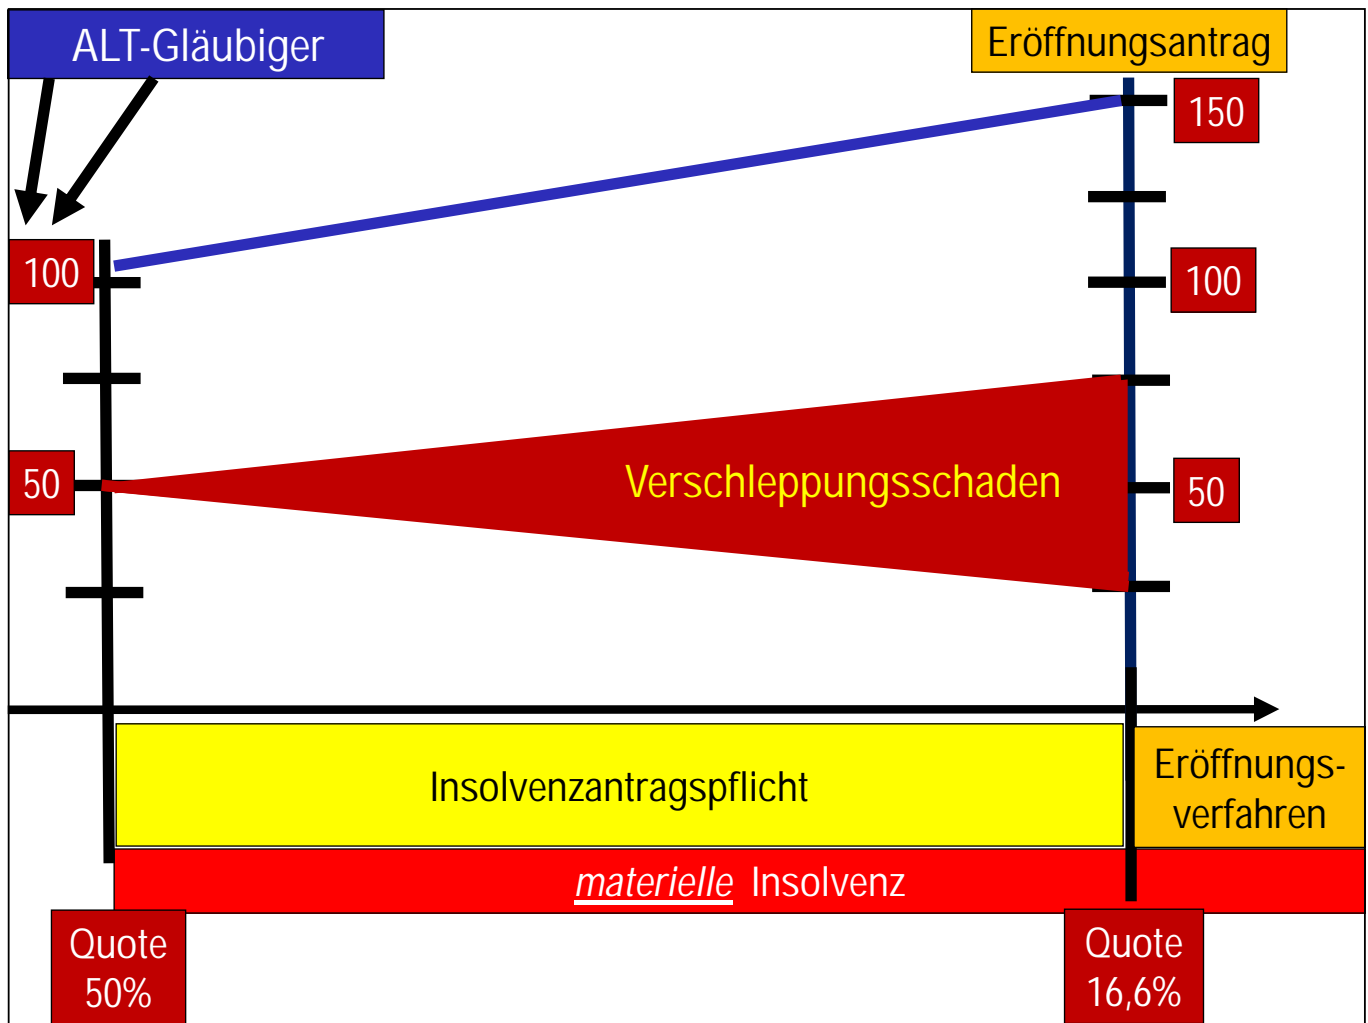 ALT-Gläubiger
Eröffnungsantrag
150
100
100
50
Verschleppungsschaden
50
Insolvenzantragspflicht
Eröffnungs-
verfahren
materielle Insolvenz
Quote
50%
Quote
16,6%